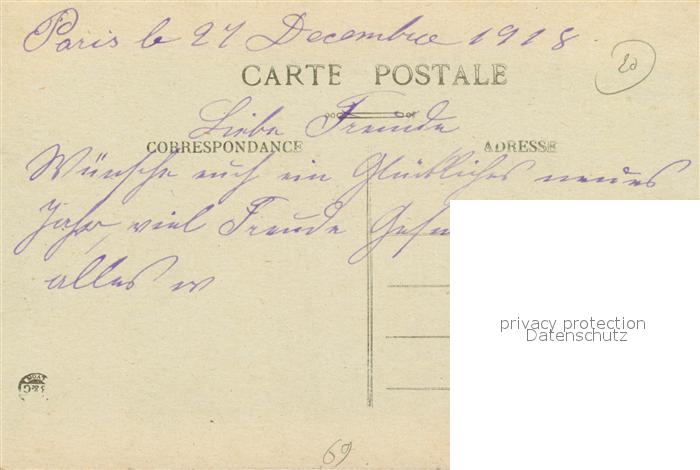 Paris le 27 Decembre 1918
20
CARTE POSTALE
Liebe Freunde
CORRESPONDANCE
ADRESSE
Wünsche euch ein Glückliches neues
Jahr, viel Freude
alles
privacy protection
Datenschutz
69